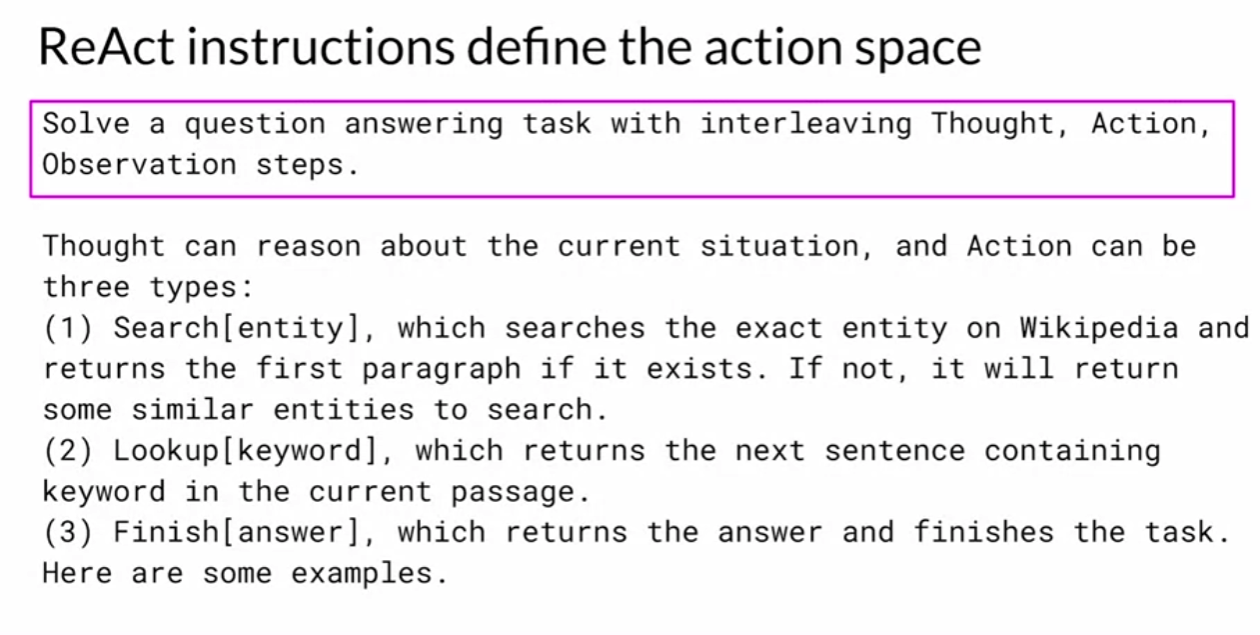 ReAct instructions define the action space
Solve a question answering task with interleaving Thought, Action,
Observation steps.
Thought can reason about the current situation, and Action can be
three types:
(1) Search[entity], which searches the exact entity on Wikipedia and
returns the first paragraph if it exists. If not, it will return
some similar entities to search.
(2) Lookup[keyword], which returns the next sentence containing
keyword in the current passage.
(3) Finish[answer], which returns the answer and finishes the task.
Here are some examples.